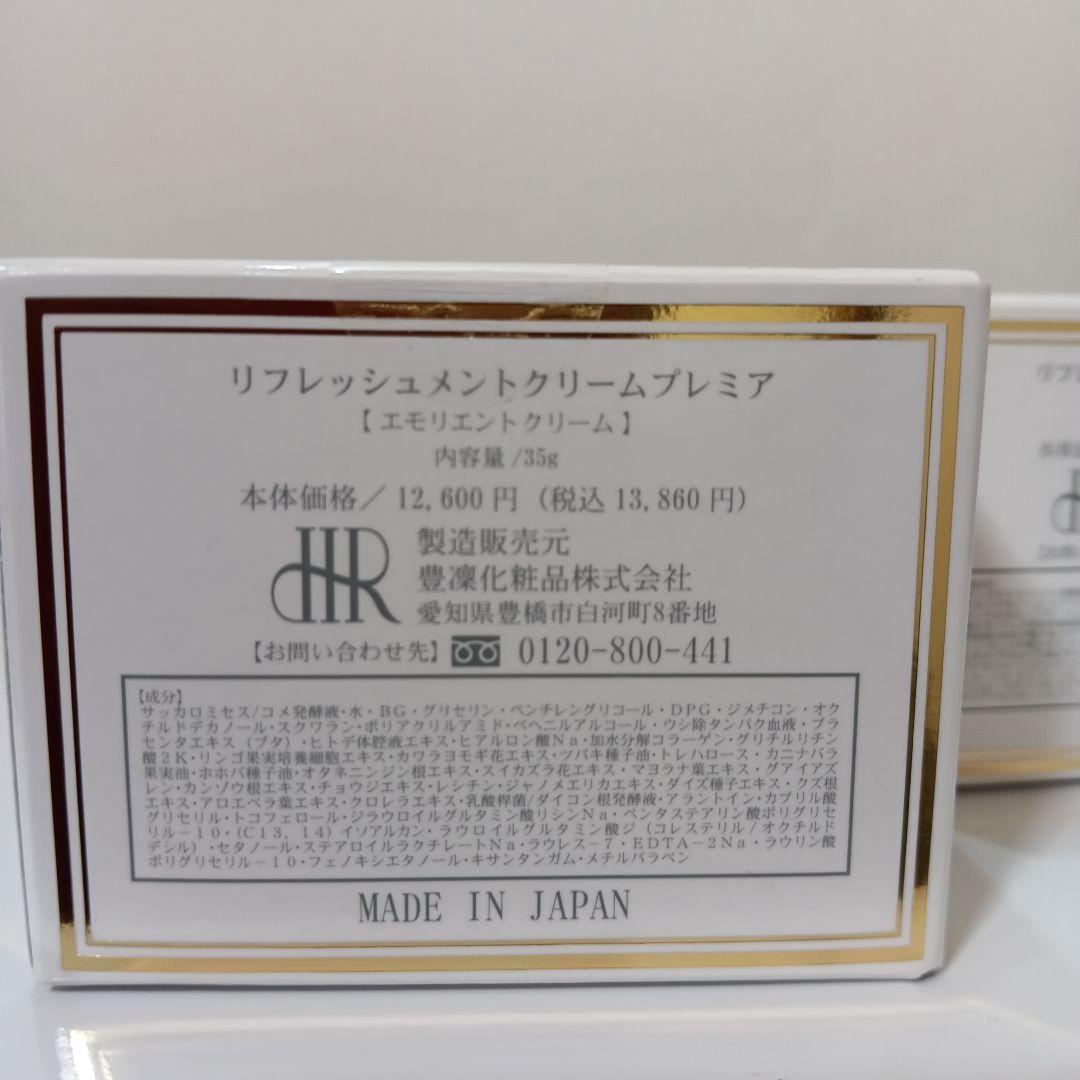 リフレッシュメントクリームプレミア
【エモリエントクリーム】
内容量/35g
本体価格／12,600円（税込13,860円）
HR
製造販売元
豊凜化粧品株式会社
愛知県豊橋市白河町8番地
【お問い合わせ先】 0120-800-441
【成分】
サッカロミセス/コメ発酵液・水・BG・グリセリン・ペンチレングリコール・DPG・ジメチコン・オク
チルドデカノール・スクワラン・ポリアクリルアミド・ベヘニルアルコール・ウシ除タンパク血液・プラ
センタエキス（ブタ）・ヒトデ体腔液エキス・ヒアルロン酸Na・加水分解コラーゲン・グリチルリチン
酸2K・リンゴ果実培養細胞エキス・カワラヨモギ花エキス・ツバキ種子油・トレハロース・カニナバラ
果実油・ホホバ種子油・オタネニンジン根エキス・スイカズラ花エキス・マヨラナ葉エキス・グアイアズ
レン・カンゾウ根エキス・チョウジエキス・レシチン・ジャノメエリカエキス・ダイズ種子エキス・クズ根
エキス・アロエベラ葉エキス・クロレラエキス・乳酸桿菌/ダイコン根発酵液・アラントイン・カプリル酸
グリセリル・トコフェロール・ジラウロイルグルタミン酸リシンNa・ペンタステアリン酸ポリグリセ
リル－10・(C13, 14) イソアルカン・ラウロイルグルタミン酸ジ（コレステリル/オクチルド
デシル）・セタノール・ステアロイルラクチレートNa・ラウレス－7・EDTA－2Na・ラウリン酸
ポリグリセリル－10・フェノキシエタノール・キサンタンガム・メチルパラベン
MADE IN JAPAN